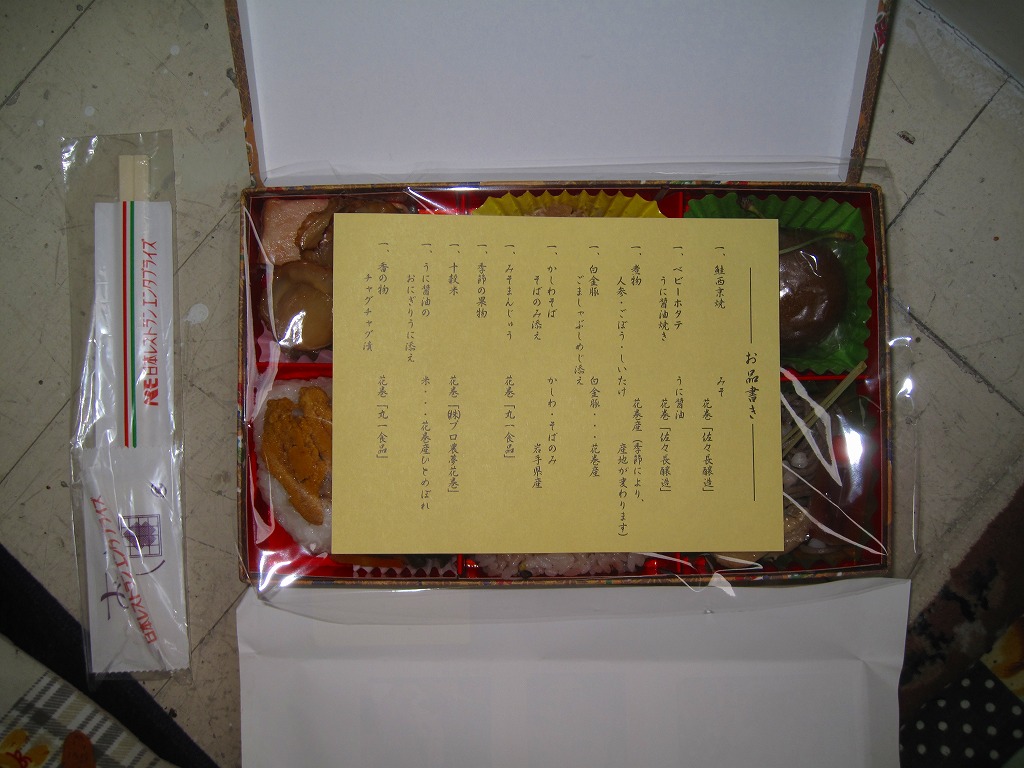 お品書き
一、鮭西京焼 みそ 花巻「佐々長醸造」
一、ベビーホタテ
うに醤油焼き うに醤油 花巻「佐々長醸造」
一、煮物
人参・ごぼう・しいたけ 花巻産(季節により、
産地が変わります)
一、白金豚
ごましゃぶしめじ添え 白金豚・・花巻産
一、かしわそば
そばのみ添え かしわ・そばのみ 岩手県産
一、みそまんじゅう 花巻「丸一食品」
一、季節の果物
一、十穀米 花巻「㈱プロ農夢花巻」
一、うに醤油の
おにぎりうに添え 米・・・花巻産ひとめぼれ
一、香の物
チャグチャグ漬 花巻「丸一食品」
NRE 日本レストランエンタプライズ
日本レストランエンタプライズ